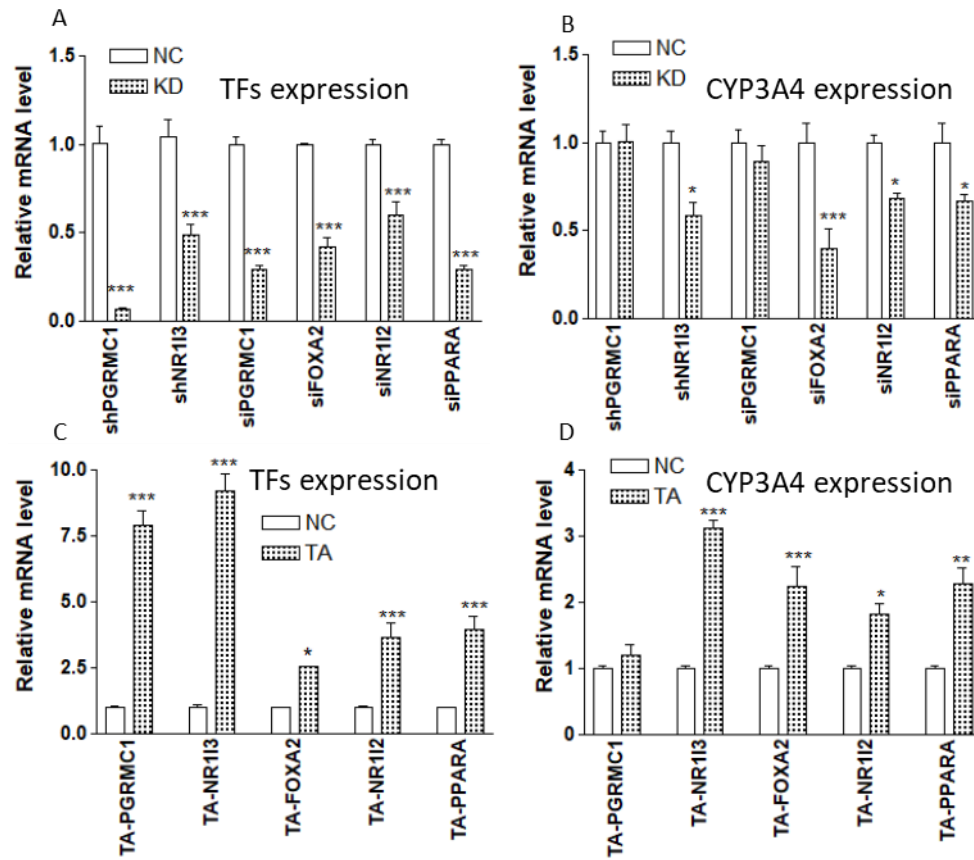 A
Relative mRNA level
1.5
1.0
0.5
0.0
NC
KD
TFs expression
***
***
***
***
***
***
shPGRMC1
shNR1I3
siPGRMC1
siFOXA2
siNR1I2
siPPARA
B
Relative mRNA level
1.5
1.0
0.5
0.0
NC
KD
CYP3A4 expression
*
***
*
*
shPGRMC1
shNR1I3
siPGRMC1
siFOXA2
siNR1I2
siPPARA
C
Relative mRNA level
10.0
7.5
5.0
2.5
0.0
NC
TA
TFs expression
***
***
*
***
***
TA-PGRMC1
TA-NR1I3
TA-FOXA2
TA-NR1I2
TA-PPARA
D
Relative mRNA level
4
3
2
1
0
NC
TA
CYP3A4 expression
***
***
*
**
TA-PGRMC1
TA-NR1I3
TA-FOXA2
TA-NR1I2
TA-PPARA